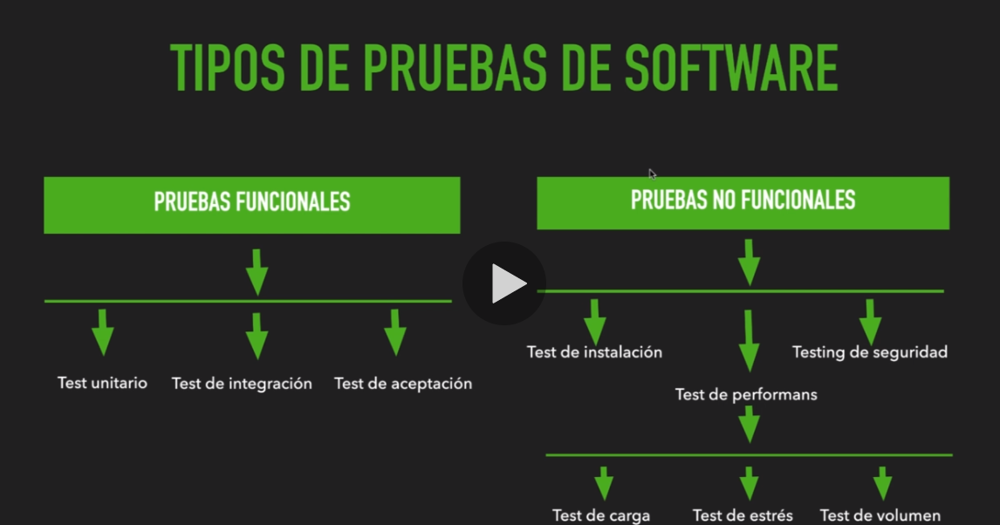 TIPOS DE PRUEBAS DE SOFTWARE
PRUEBAS FUNCIONALES
Test unitario
Test de integración
Test de aceptación
PRUEBAS NO FUNCIONALES
Test de instalación
Testing de seguridad
Test de performans
Test de carga
Test de estrés
Test de volumen